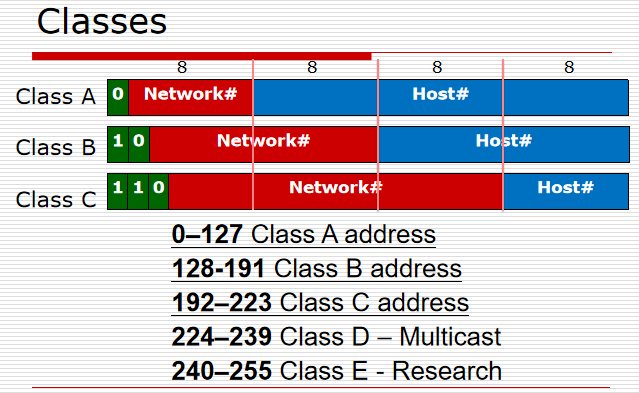 Classes
8 8 8 8
Class A 0 Network# Host#
Class B 1 0 Network# Host#
Class C 1 1 0 Network# Host#
0–127 Class A address
128-191 Class B address
192–223 Class C address
224–239 Class D – Multicast
240–255 Class E - Research